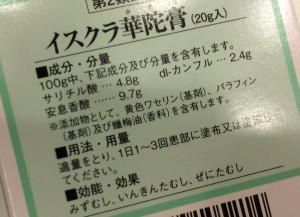 第2類
イスクラ華陀膏 (20g入)
■成分・分量
100g中、下記成分及び分量を含有します。
サリチル酸 … 4.8g dl-カンフル … 2.4g
安息香酸 …… 9.7g
※添加物として、黄色ワセリン(基剤)、パラフィン
(基剤)及び蠟梅油(香料)を含有します。
■用法・用量
適量をとり、1日1~3回患部に塗布又は塗擦し
てください。
■効能・効果
みずむし、いんきんたむし、ぜにたむし